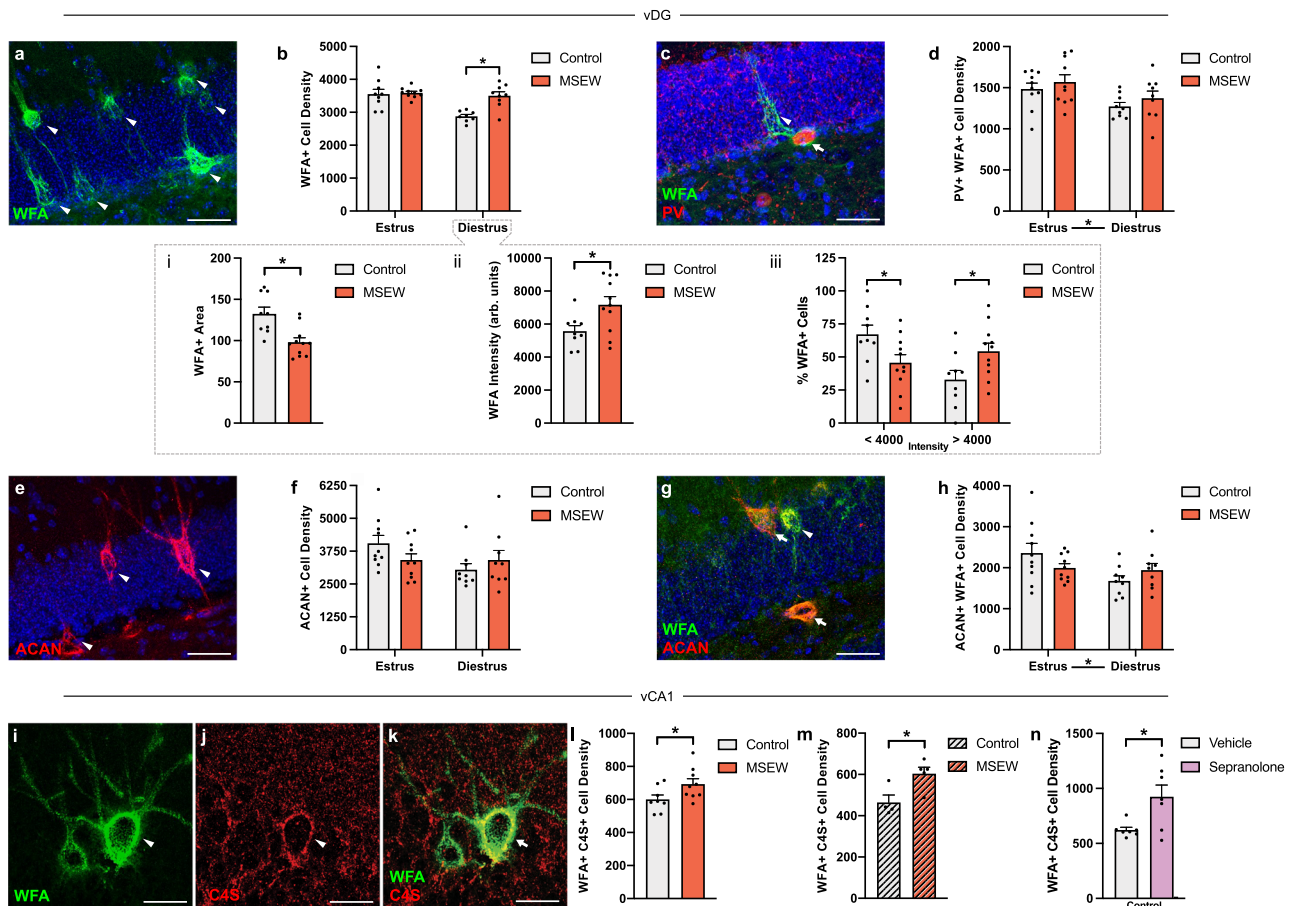 vDG
a
WFA
b
WFA+ Cell Density
5000
4000
3000
2000
1000
0
Estrus
Diestrus
*
Control
MSEW
c
WFA
PV
d
PV+ WFA+ Cell Density
2000
1500
1000
500
0
Estrus * Diestrus
Control
MSEW
i
WFA+ Area
200
150
100
50
0
*
Control
MSEW
ii
WFA Intensity (arb. units)
10000
8000
6000
4000
2000
0
*
Control
MSEW
iii
% WFA+ Cells
125
100
75
50
25
0
*
*
< 4000 Intensity > 4000
Control
MSEW
e
ACAN
f
ACAN+ Cell Density
6250
5000
3750
2500
1250
0
Estrus
Diestrus
Control
MSEW
g
WFA
ACAN
h
ACAN+ WFA+ Cell Density
4000
3000
2000
1000
0
Estrus * Diestrus
Control
MSEW
vCA1
i
WFA
j
C4S
k
WFA
C4S
l
WFA+ C4S+ Cell Density
1000
800
600
400
200
0
*
Control
MSEW
m
WFA+ C4S+ Cell Density
800
600
400
200
0
*
Control
MSEW
n
WFA+ C4S+ Cell Density
1500
1000
500
0
*
Control
Vehicle
Sepranolone